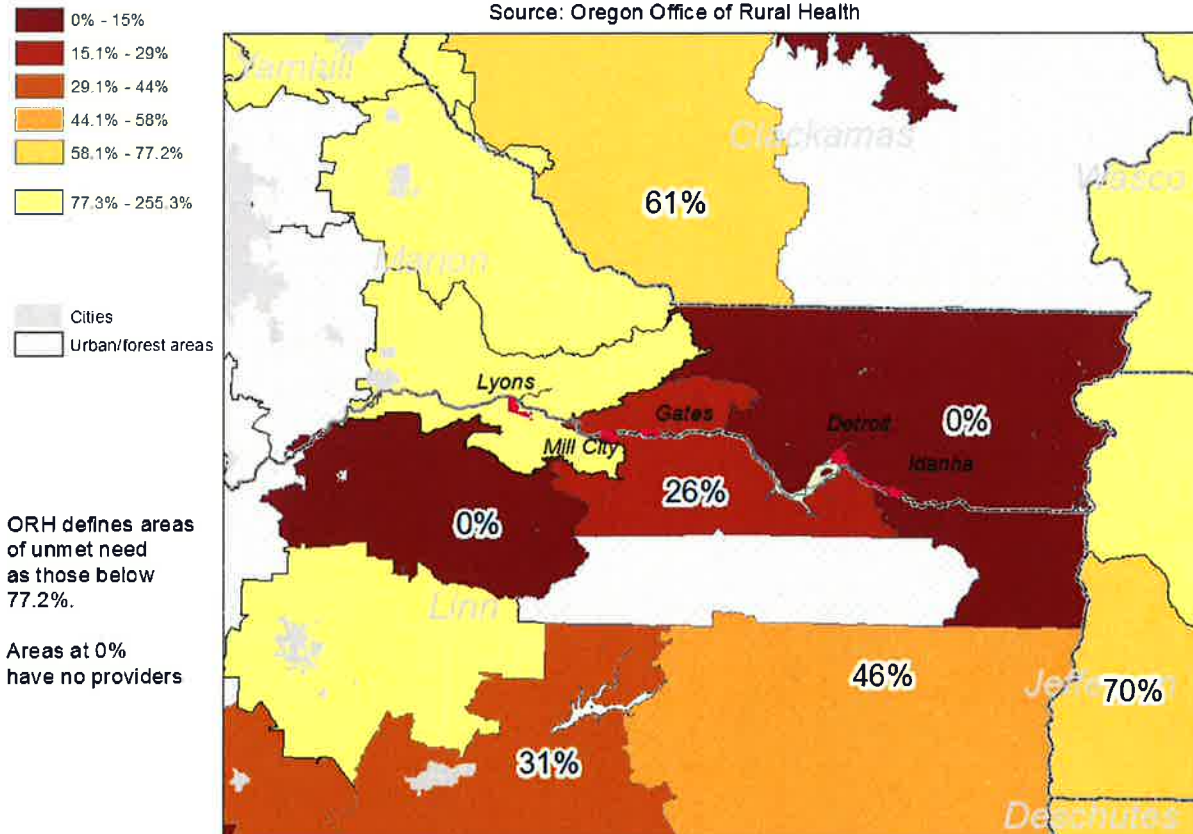 Source: Oregon Office of Rural Health
0% - 15%
15.1% - 29%
29.1% - 44%
44.1% - 58%
58.1% - 77.2%
77.3% - 255.3%
Cities
Urban/forest areas
ORH defines areas
of unmet need
as those below
77.2%.
Areas at 0%
have no providers
Yamhill
Clackamas
Wasco
61%
Marion
Lyons
Gates
Detroit
0%
Mill City
Idanha
26%
0%
Linn
46%
Jefferson
70%
31%
Deschutes